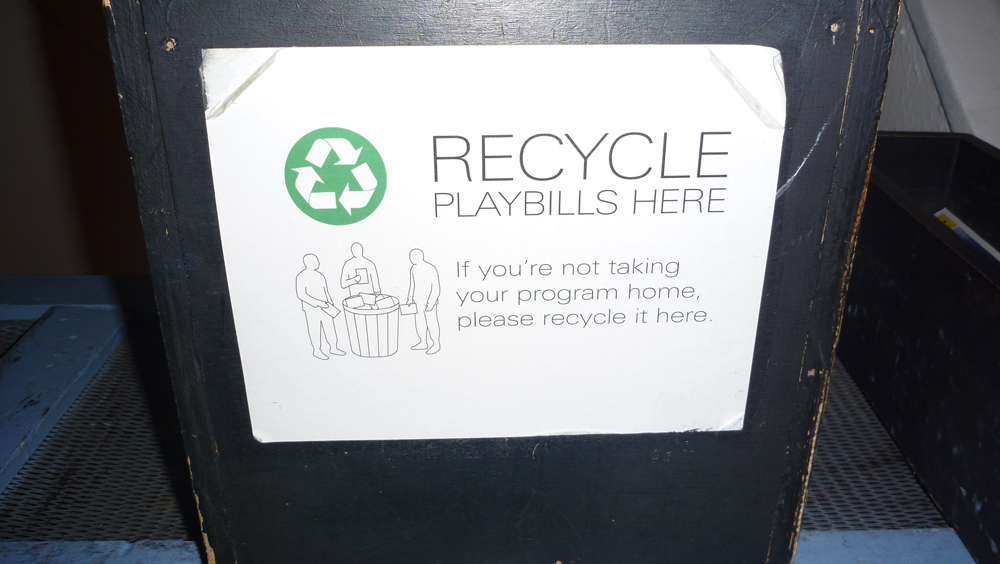 RECYCLE
PLAYBILLS HERE
If you're not taking
your program home,
please recycle it here.